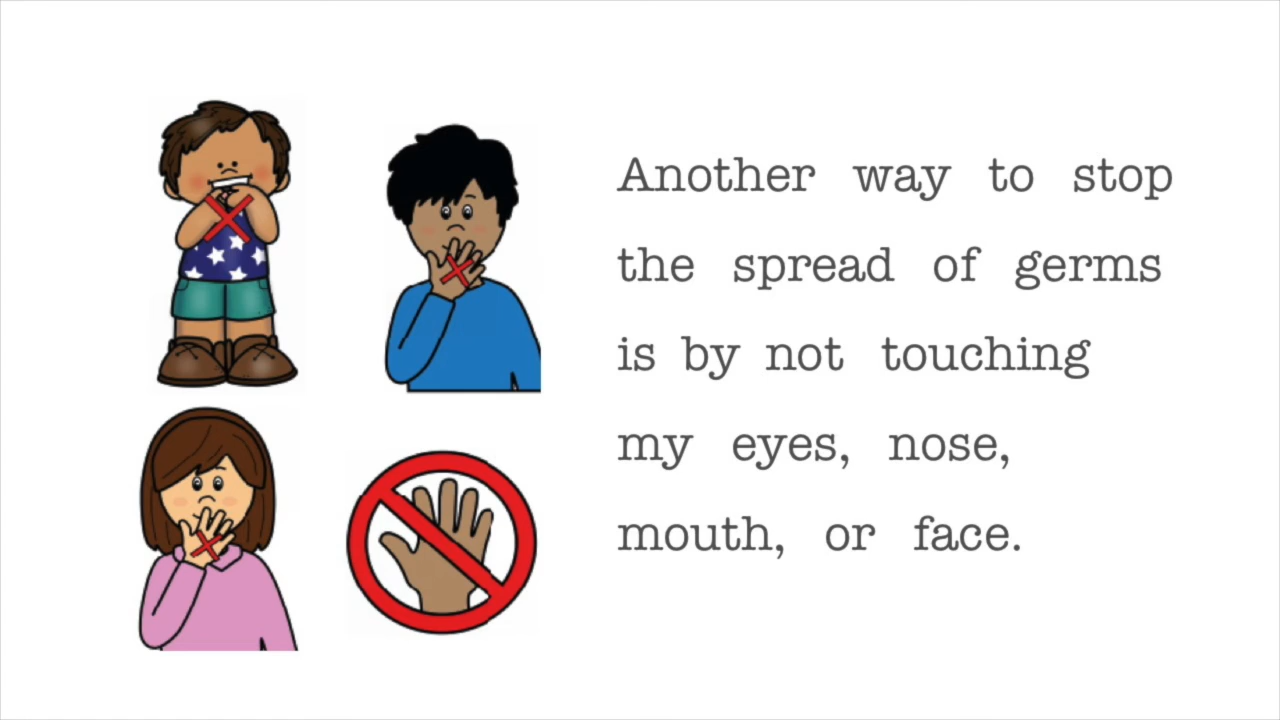 Another way to stop
the spread of germs
is by not touching
my eyes, nose,
mouth, or face.